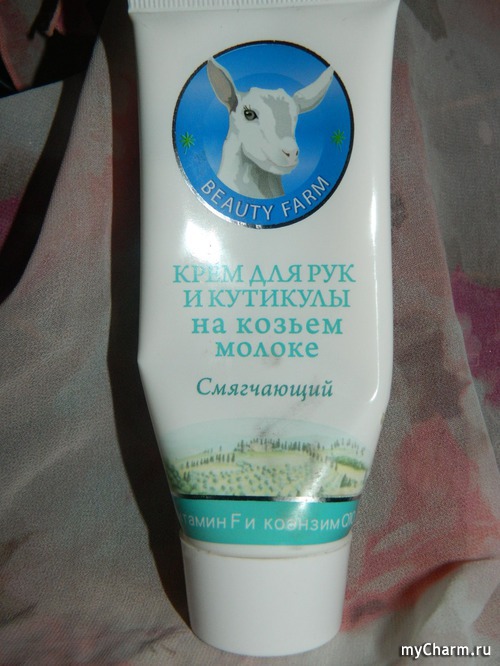 BEAUTY FARM
КРЕМ ДЛЯ РУК
И КУТИКУЛЫ
на козьем
молоке
Смягчающий
F и коэнзим
myCharm.ru